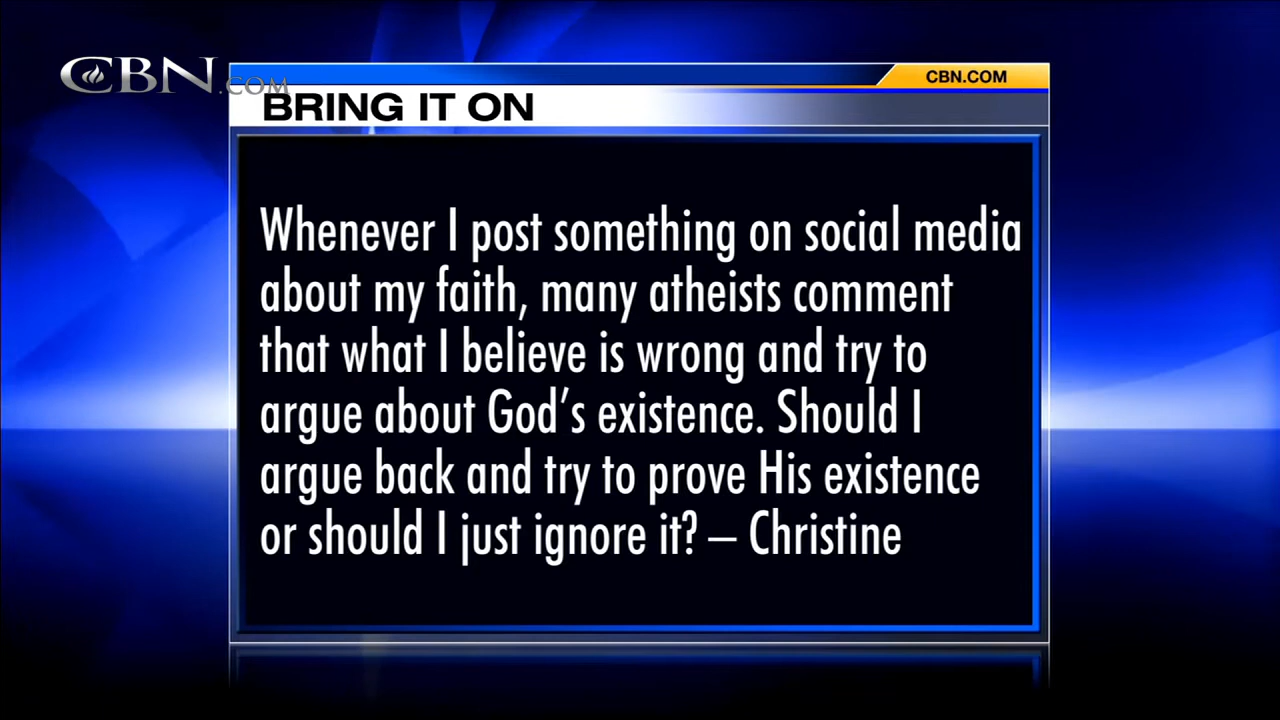 CBN.COM
CBN.COM
BRING IT ON
Whenever I post something on social media
about my faith, many atheists comment
that what I believe is wrong and try to
argue about God’s existence. Should I
argue back and try to prove His existence
or should I just ignore it? – Christine